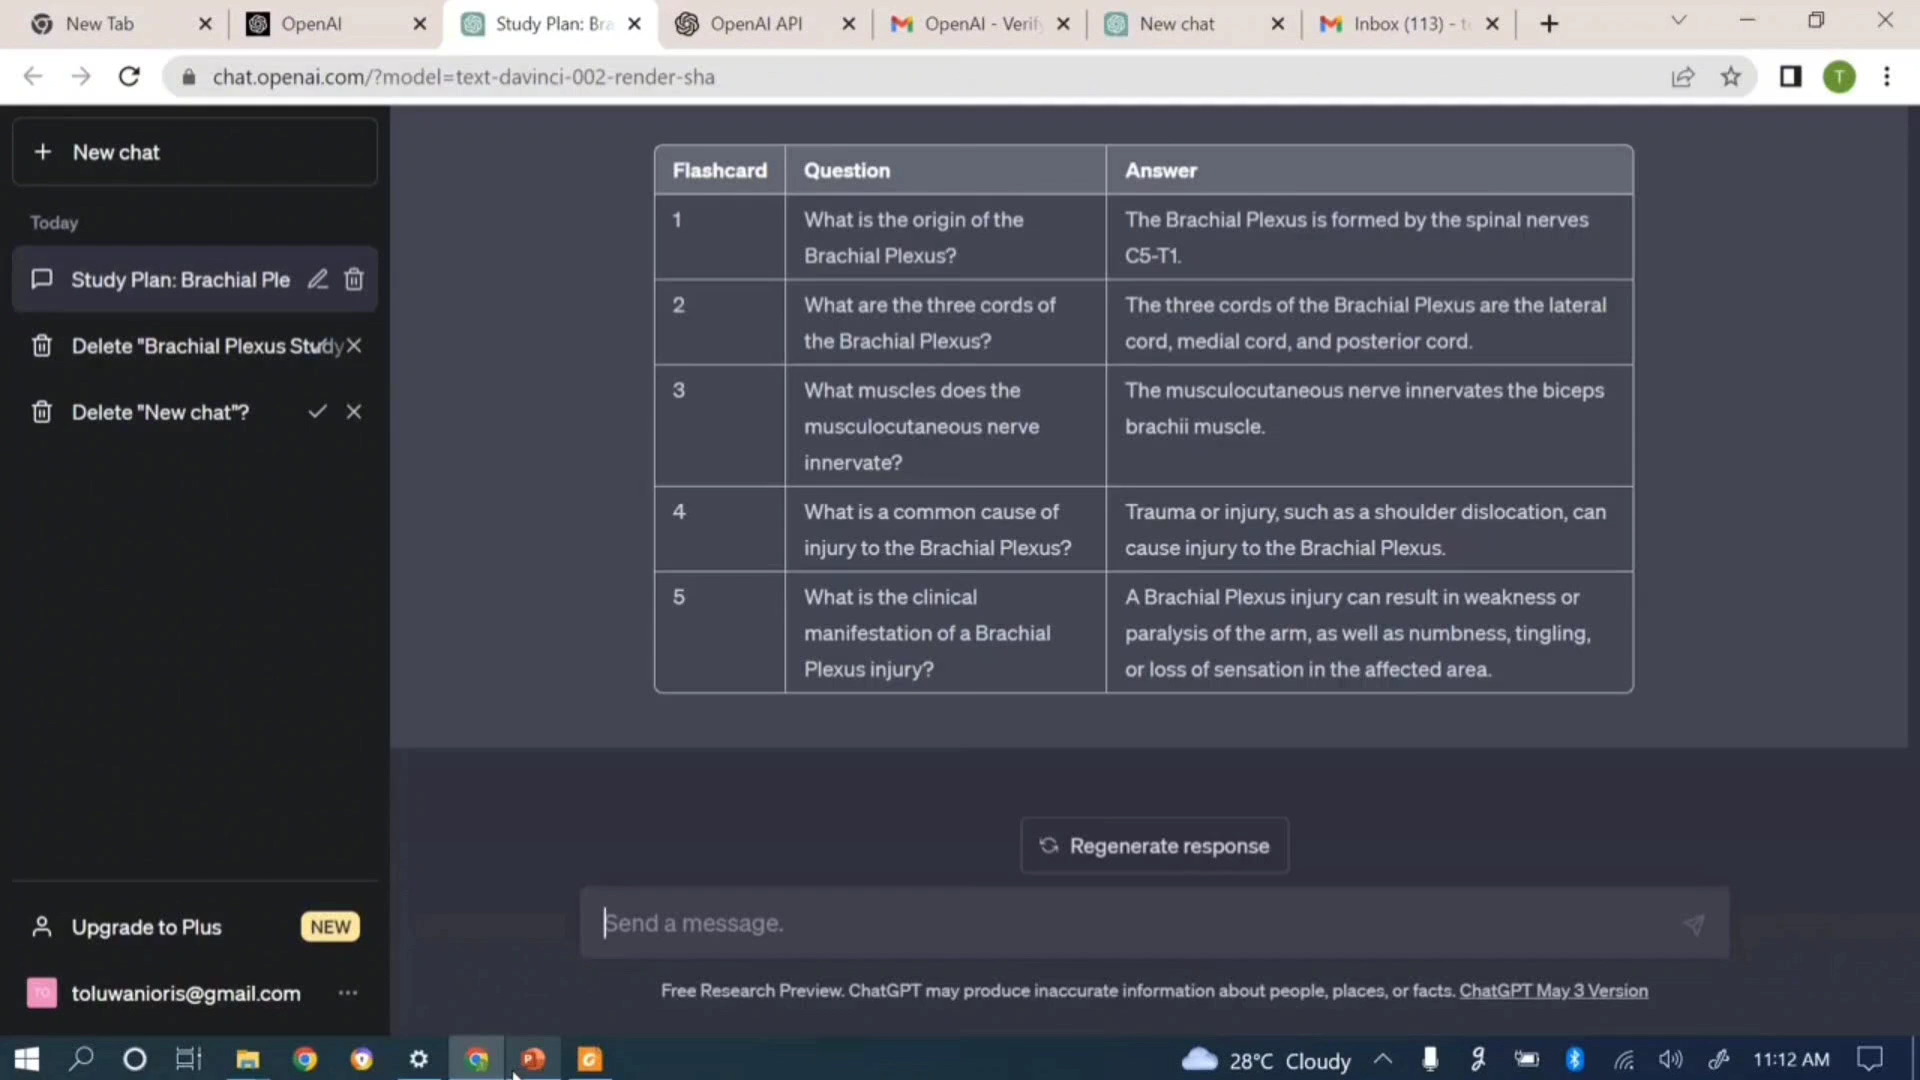 New Tab
OpenAI
Study Plan: Bra
OpenAI API
OpenAI - Verify
New chat
Inbox (113) - t
chat.openai.com/?model=text-davinci-002-render-sha
T
New chat
Today
Study Plan: Brachial Ple
Delete "Brachial Plexus Study
Delete "New chat"?
Flashcard Question Answer
1 What is the origin of the The Brachial Plexus is formed by the spinal nerves
Brachial Plexus? C5-T1.
2 What are the three cords of The three cords of the Brachial Plexus are the lateral
the Brachial Plexus? cord, medial cord, and posterior cord.
3 What muscles does the The musculocutaneous nerve innervates the biceps
musculocutaneous nerve brachii muscle.
innervate?
4 What is a common cause of Trauma or injury, such as a shoulder dislocation, can
injury to the Brachial Plexus? cause injury to the Brachial Plexus.
5 What is the clinical A Brachial Plexus injury can result in weakness or
manifestation of a Brachial paralysis of the arm, as well as numbness, tingling,
Plexus injury? or loss of sensation in the affected area.
Regenerate response
Send a message.
Free Research Preview. ChatGPT may produce inaccurate information about people, places, or facts. ChatGPT May 3 Version
Upgrade to Plus NEW
TO toluwanioris@gmail.com
28°C Cloudy
11:12 AM